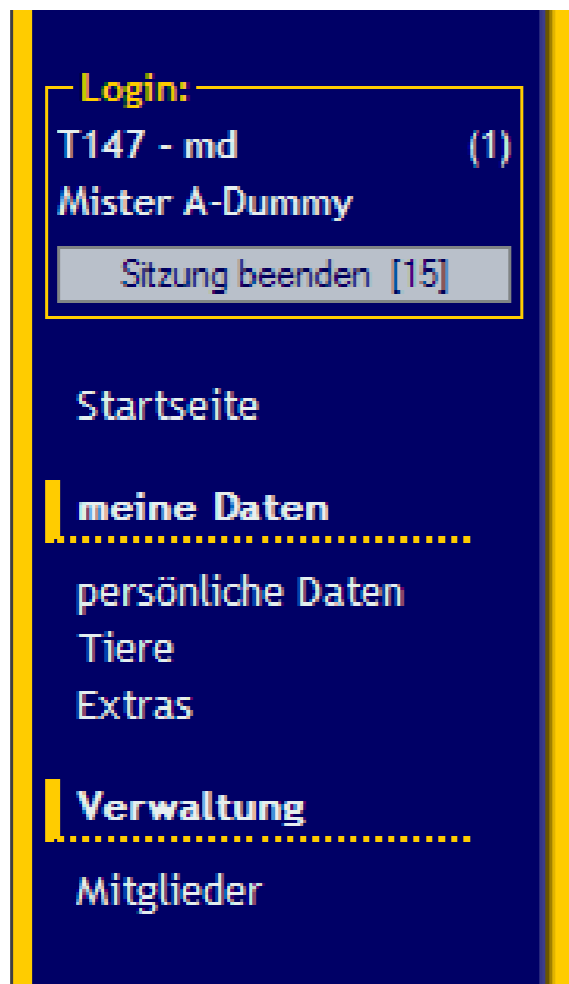 Login:
T147 - md (1)
Mister A-Dummy
Sitzung beenden [15]
Startseite
meine Daten
persönliche Daten
Tiere
Extras
Verwaltung
Mitglieder